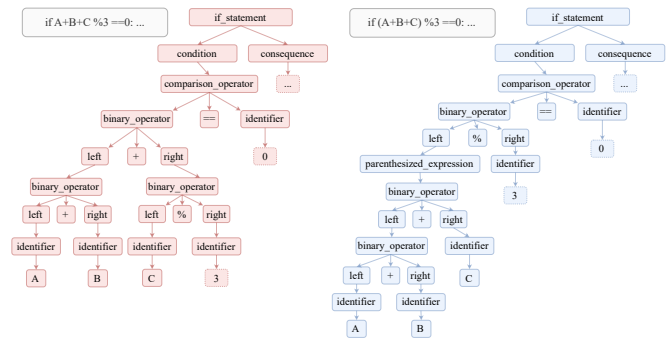 if A+B+C %3 ==0: ...
if_statement
condition consequence
comparison_operator ...
binary_operator == identifier
left + right 0
binary_operator binary_operator
left + right left % right
identifier identifier identifier identifier
A B C 3
if (A+B+C) %3 ==0: ...
if_statement
condition consequence
comparison_operator ...
binary_operator == identifier
left % right 0
parenthesized_expression identifier
3
binary_operator
left + right
binary_operator identifier
left + right C
identifier identifier
A B